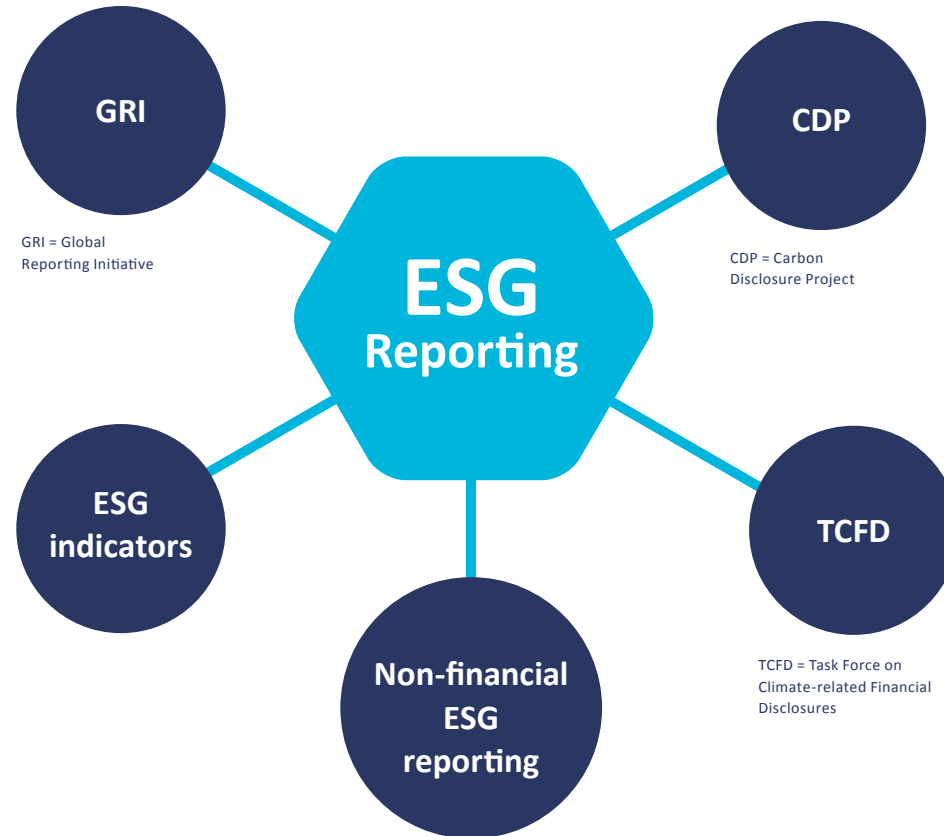 GRI
GRI = Global
Reporting Initiative
CDP
CDP = Carbon
Disclosure Project
ESG
Reporting
ESG
indicators
TCFD
TCFD = Task Force on
Climate-related Financial
Disclosures
Non-financial
ESG
reporting